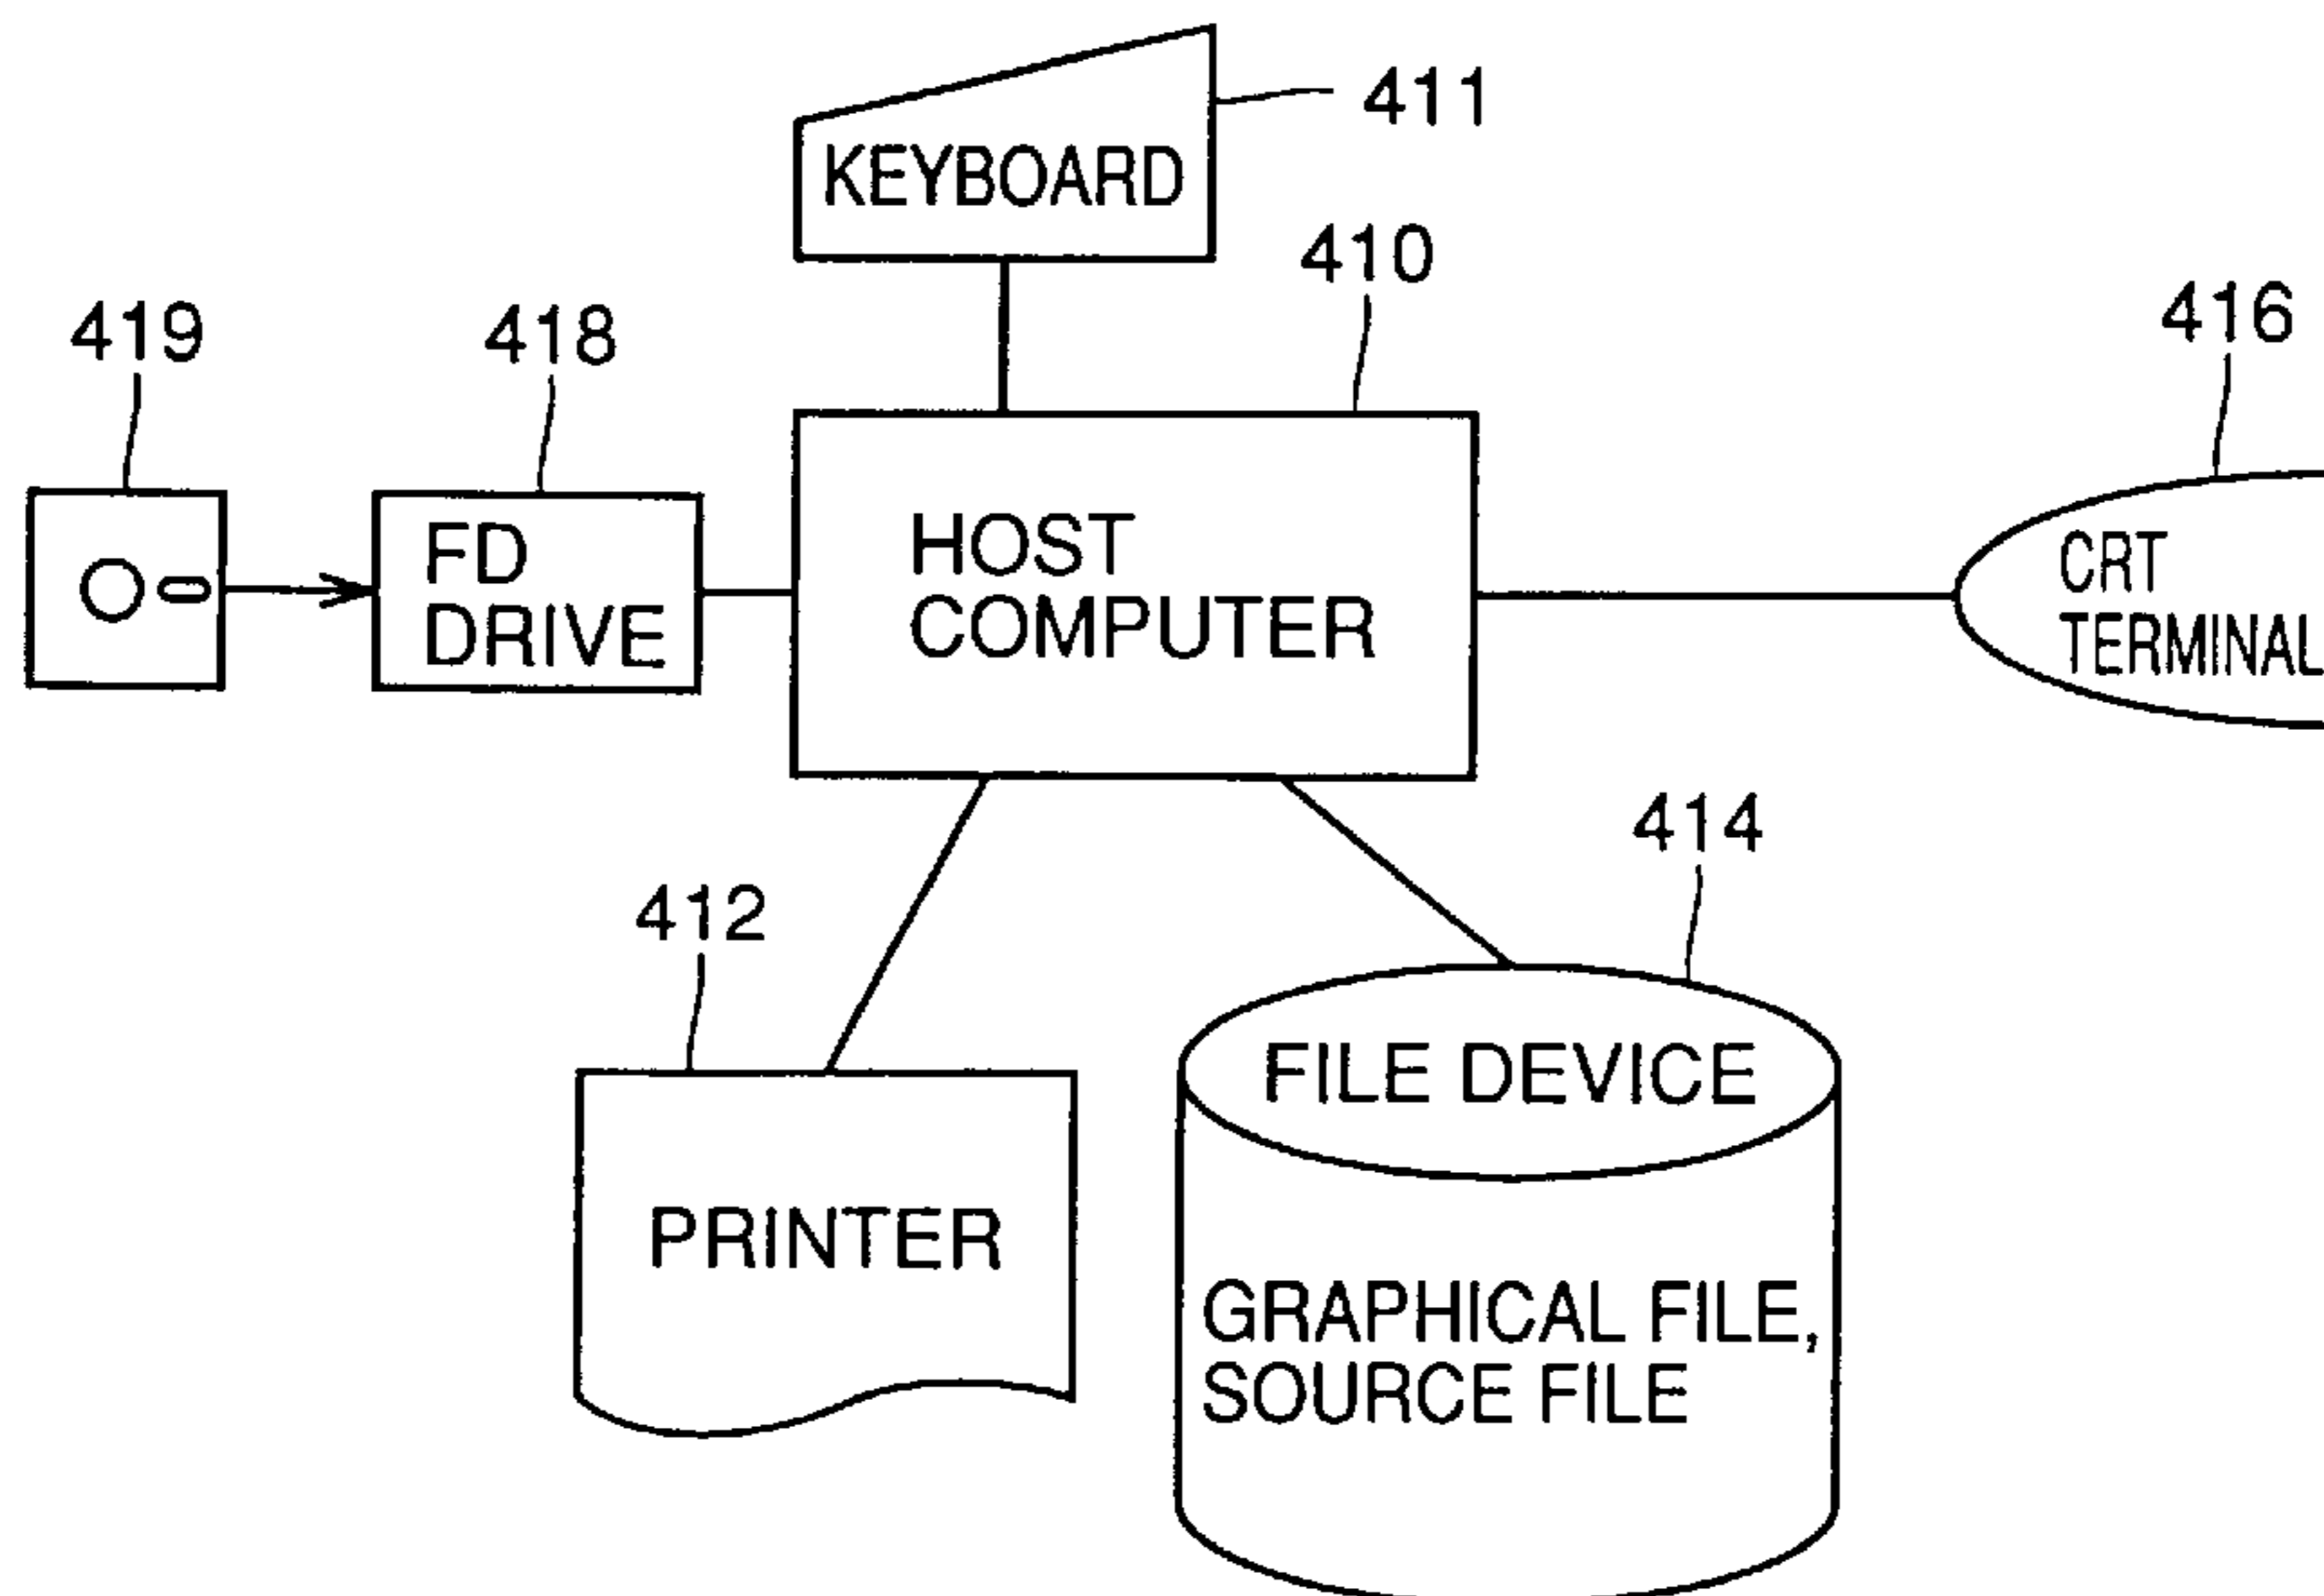 411
KEYBOARD
410
419
418
416
FD
DRIVE
HOST
COMPUTER
CRT
TERMINAL
414
412
FILE DEVICE
PRINTER
GRAPHICAL FILE,
SOURCE FILE